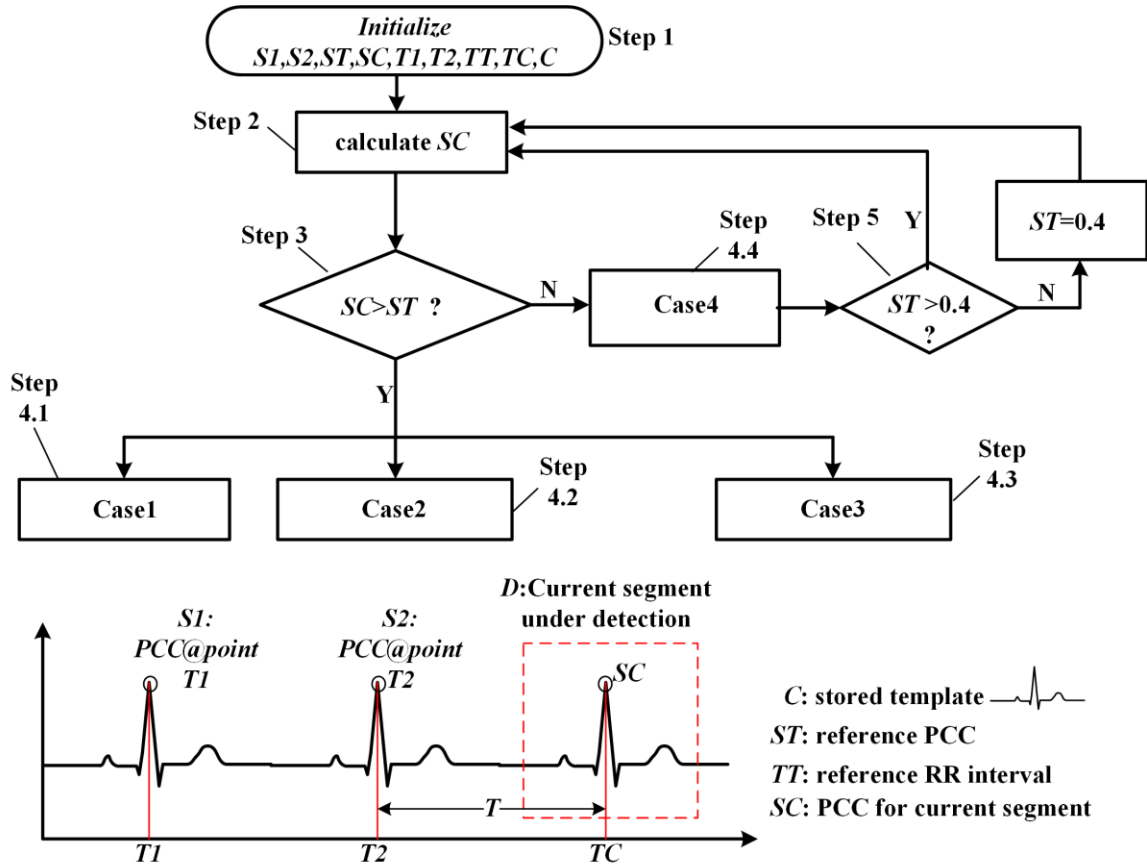 Initialize
S1,S2,ST,SC,T1,T2,TT,TC,C
Step 1
Step 2
calculate SC
Step 3
SC>ST ?
N
Y
Step
4.4
Case4
Step 5
ST >0.4
?
Y
N
ST=0.4
Step
4.1
Case1
Case2
Step
4.2
Case3
Step
4.3
S1:
PCC@point
T1
S2:
PCC@point
T2
D:Current segment
under detection
SC
T
T1
T2
TC
C: stored template
ST: reference PCC
TT: reference RR interval
SC: PCC for current segment